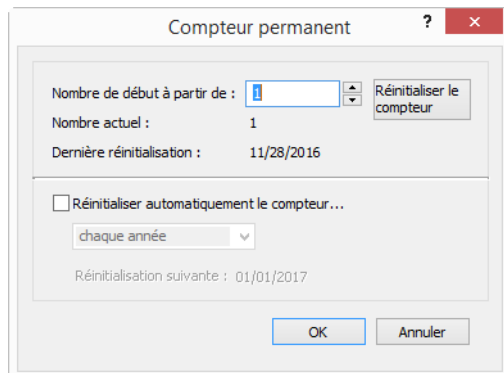 Compteur permanent
?
Nombre de début à partir de : 1
Réinitialiser le
compteur
Nombre actuel : 1
Dernière réinitialisation : 11/28/2016
Réinitialiser automatiquement le compteur...
chaque année
Réinitialisation suivante : 01/01/2017
OK Annuler